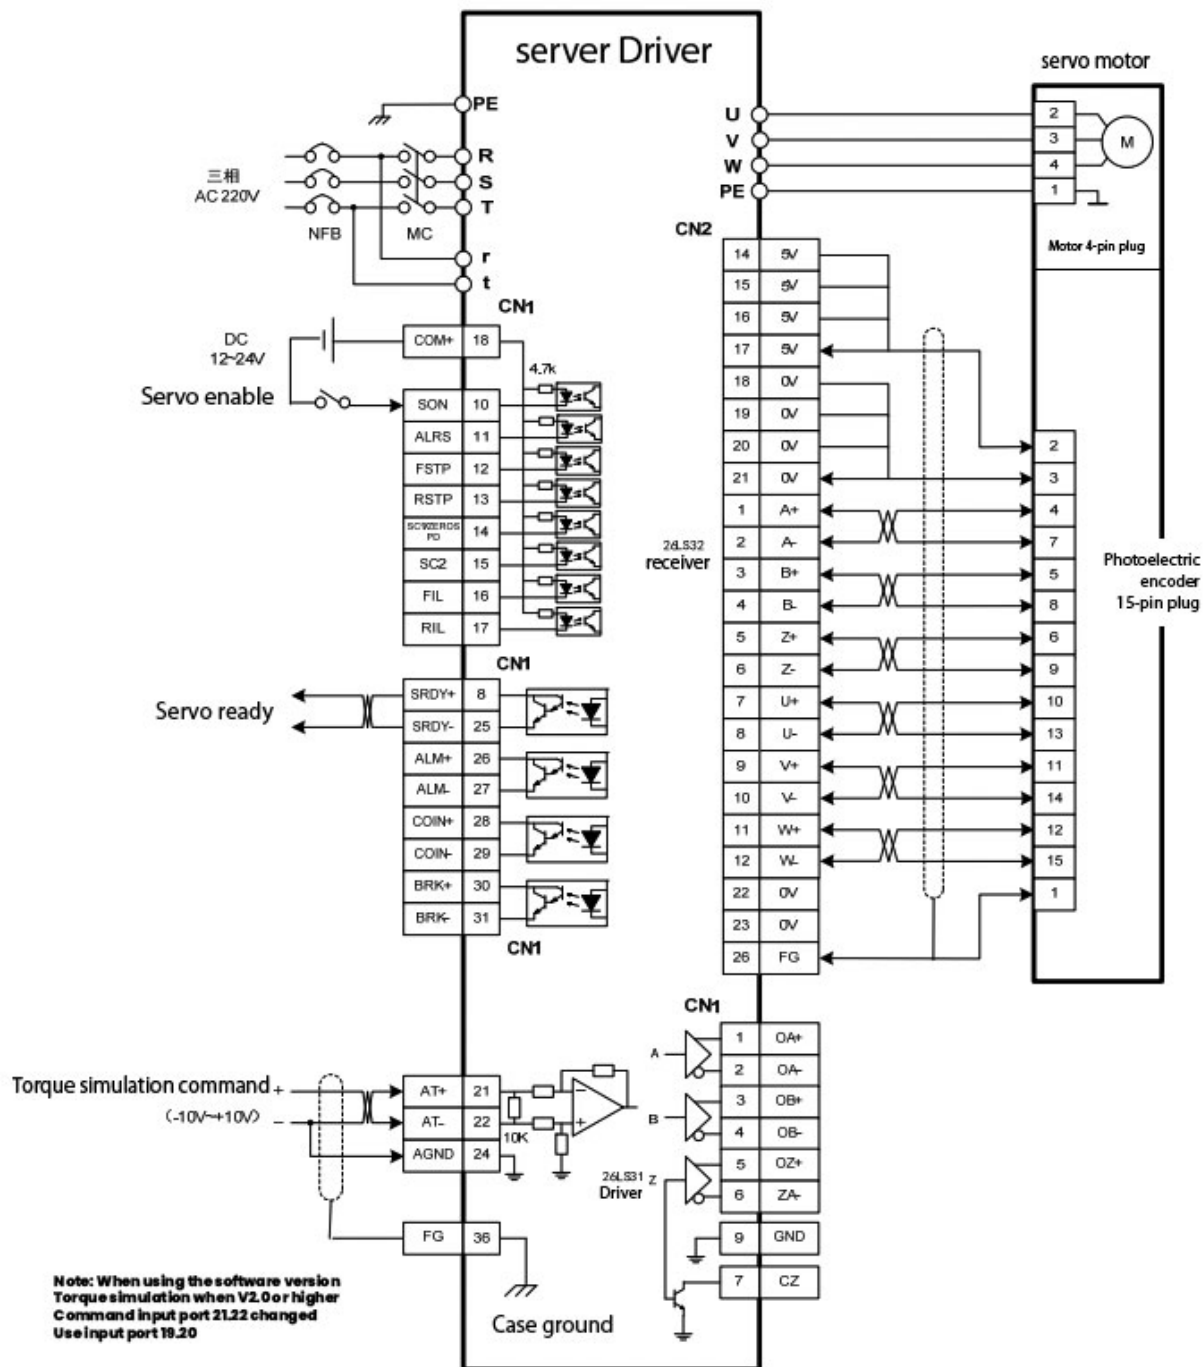 server Driver
servo motor
PE
三相
AC 220V
NFB
MC
R
S
T
r
t
U
V
W
PE
2
3
4
1
M
Motor 4-pin plug
CN1
DC
12~24V
Servo enable
COM+ 18
4.7k
SON 10
ALRS 11
FSTP 12
RSTP 13
14
SC2 15
FIL 16
RIL 17
CN1
Servo ready
SRDY+ 8
SRDY- 25
ALM+ 26
ALM- 27
COIN+ 28
COIN- 29
BRK+ 30
BRK- 31
CN1
CN2
14 5V
15 5V
16 5V
17 5V
18 0V
19 0V
20 0V
21 0V
1 A+
2 A-
3 B+
4 B-
5 Z+
6 Z-
7 U+
8 U-
9 V+
10 V-
11 W+
12 W-
22 0V
23 0V
26 FG
26LS32
receiver
2
3
4
7
5
8
6
9
10
13
11
14
12
15
1
Photoelectric
encoder
15-pin plug
Torque simulation command +
(-10V~+10V) -
AT+ 21
AT- 22
AGND 24
10K
-
+
FG 36
Case ground
CN1
A
B
26LS31 Z
Driver
1 OA+
2 OA-
3 OB+
4 OB-
5 OZ+
6 ZA-
9 GND
7 CZ
Note: When using the software version
Torque simulation when V2.0 or higher
Command input port 21.22 changed
Use input port 19.20